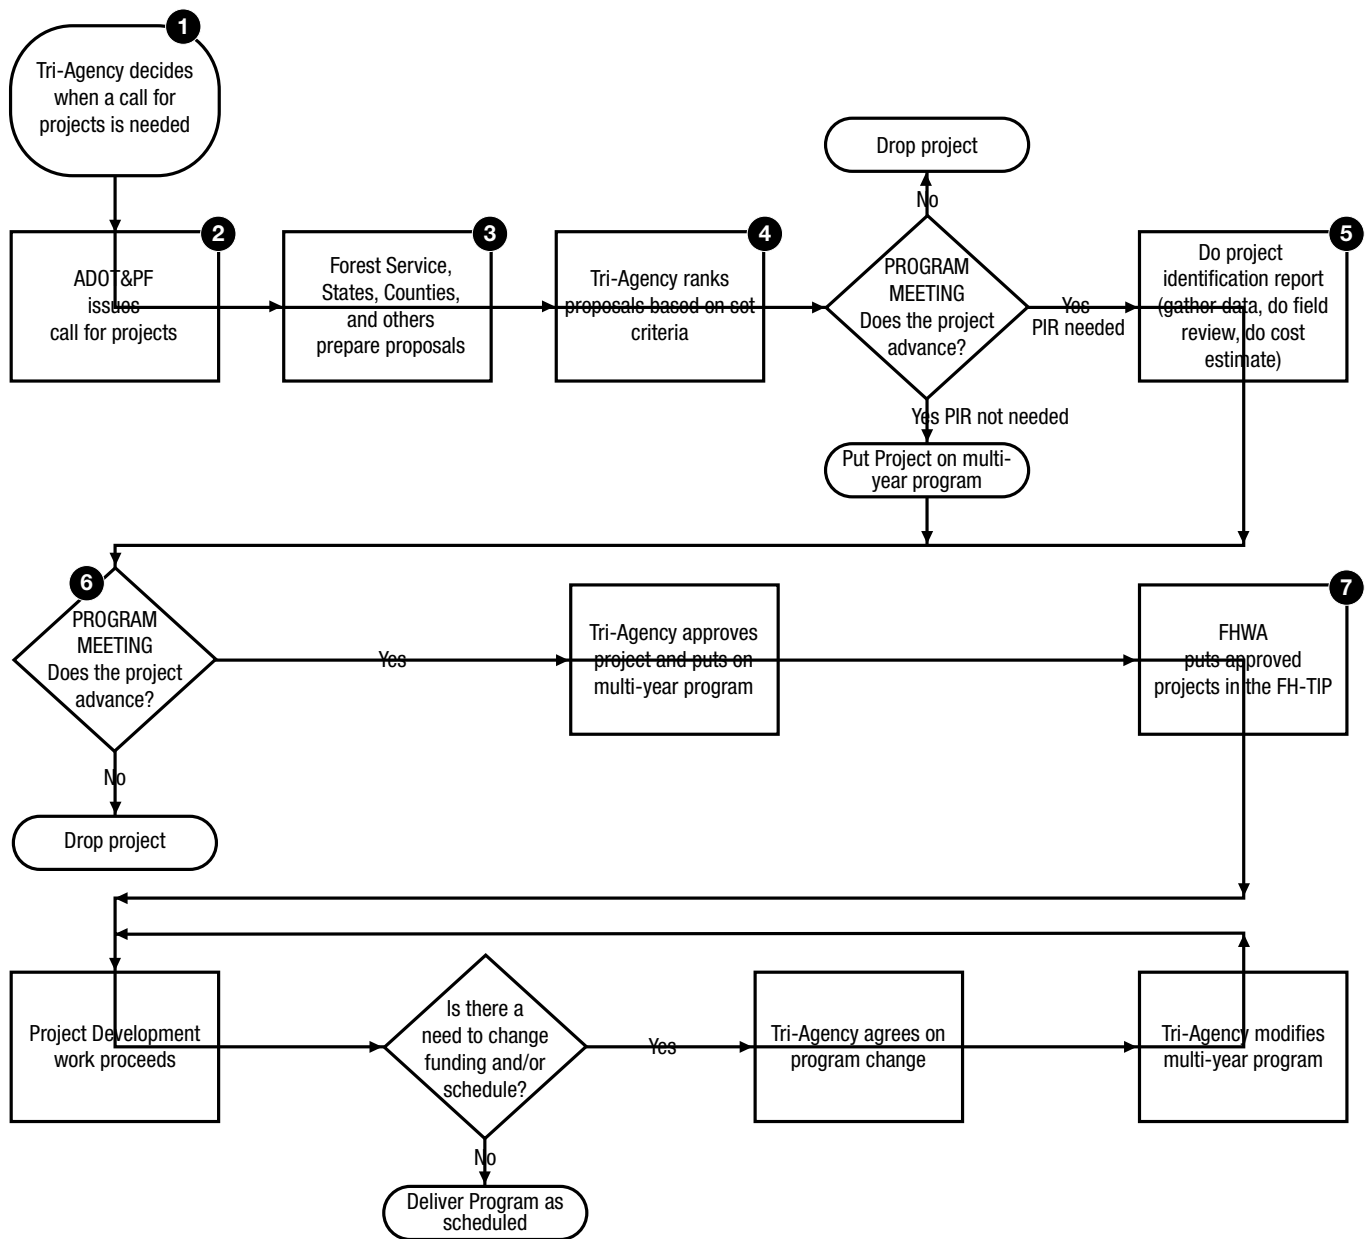 1
Tri-Agency decides
when a call for
projects is needed
2
ADOT&PF
issues
call for projects
3
Forest Service,
States, Counties,
and others
prepare proposals
4
Tri-Agency ranks
proposals based on set
criteria
Drop project
No
PROGRAM
MEETING
Does the project
advance?
Yes
PIR needed
5
Do project
identification report
(gather data, do field
review, do cost
estimate)
Yes PIR not needed
Put Project on multi-
year program
6
PROGRAM
MEETING
Does the project
advance?
Yes
Tri-Agency approves
project and puts on
multi-year program
7
FHWA
puts approved
projects in the FH-TIP
No
Drop project
Project Development
work proceeds
Is there a
need to change
funding and/or
schedule?
Yes
Tri-Agency agrees on
program change
Tri-Agency modifies
multi-year program
No
Deliver Program as
scheduled